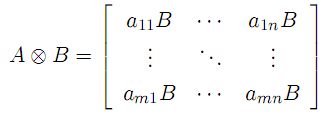 A ⊗ B = [ a₁₁B ⋯ a₁ₙB
⋮ ⋱ ⋮
aₘ₁B ⋯ aₘₙB ]